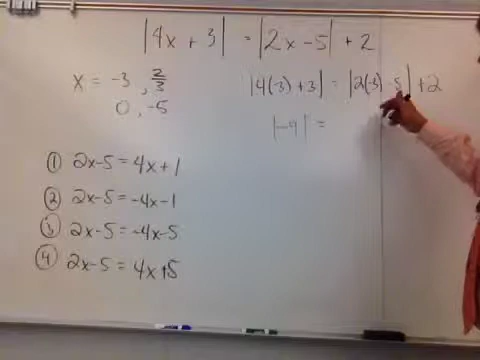 |4x + 3| = |2x - 5| + 2
x = -3, 2/3
0, -5
|4(-3) + 3| = |2(-3) - 5| + 2
|-9| =
① 2x-5 = 4x+1
② 2x-5 = -4x-1
③ 2x-5 = -4x-5
④ 2x-5 = 4x+5